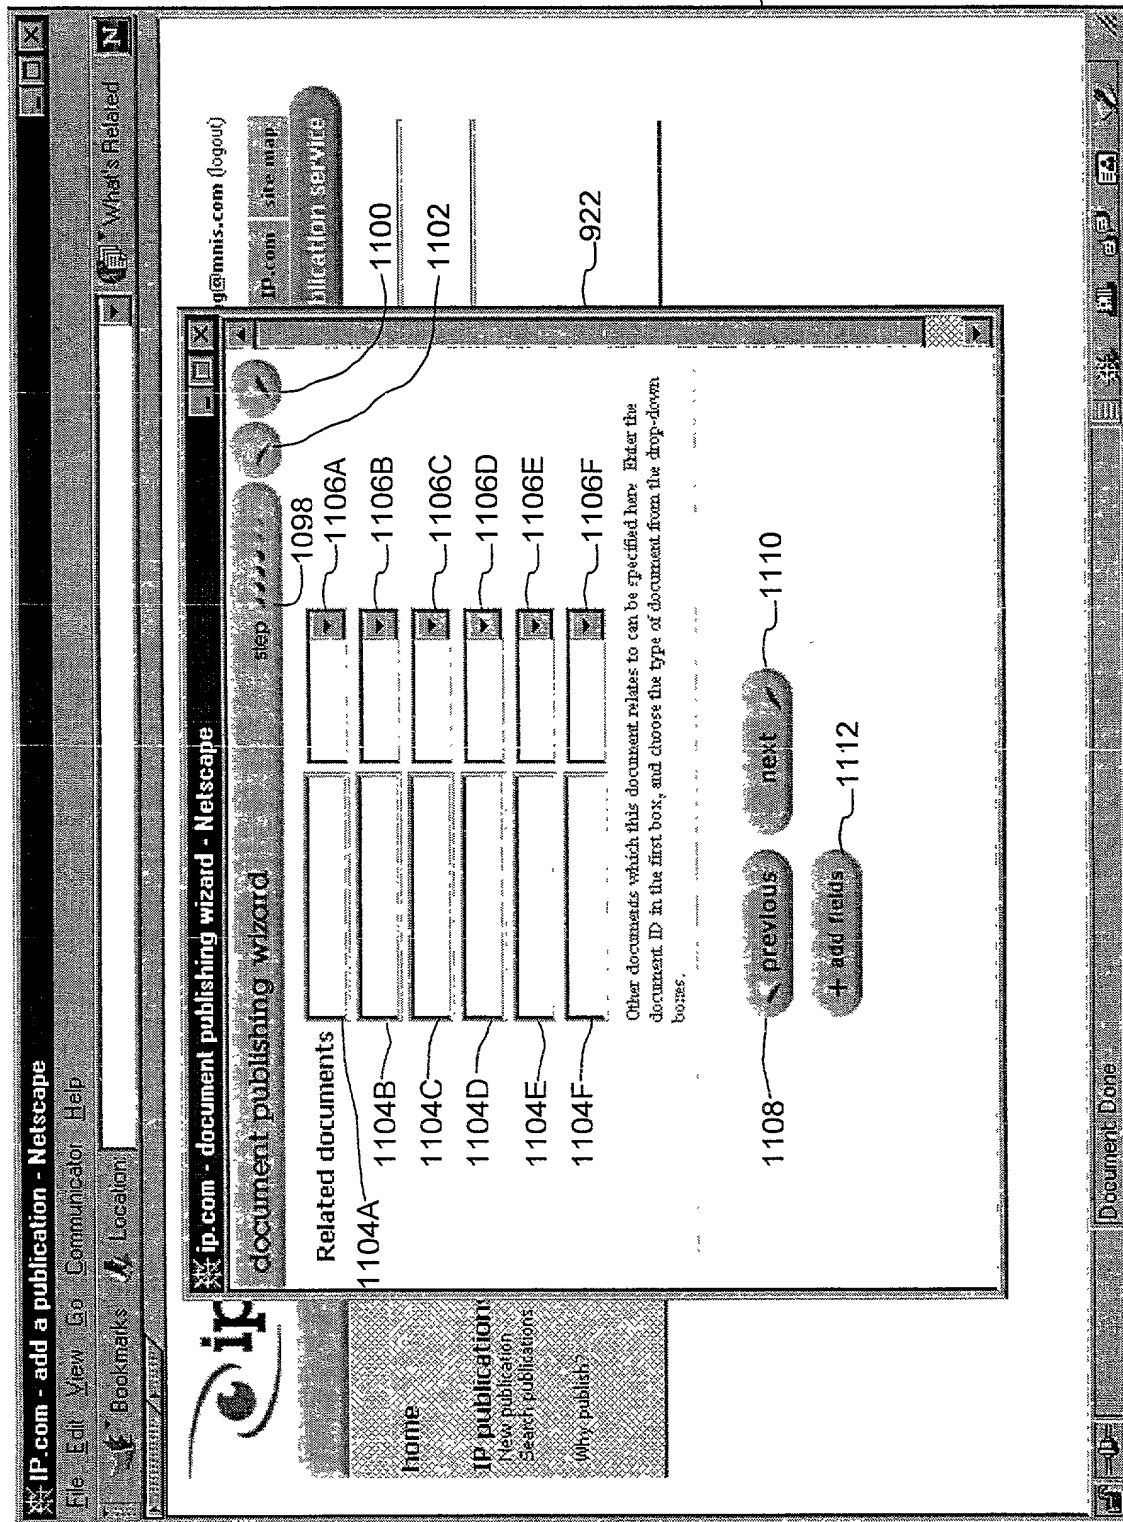 IP.com - add a publication - Netscape
File Edit View Go Communicator Help
Bookmarks Location: What's Related N
g@mnis.com (logout)
ip IP.com site map
blication service
home
IP publications
New publication
Search publications
Why publish?
ip.com - document publishing wizard - Netscape
document publishing wizard step
1098
1100
1102
Related documents
1104A 1106A
1104B 1106B
1104C 1106C
1104D 1106D
1104E 1106E
1104F 1106F
922
Other documents which this document relates to can be specified here Enter the
document ID in the first box, and choose the type of document from the drop-down
boxes.
1108 previous next 1110
+ add fields 1112
Document: Done